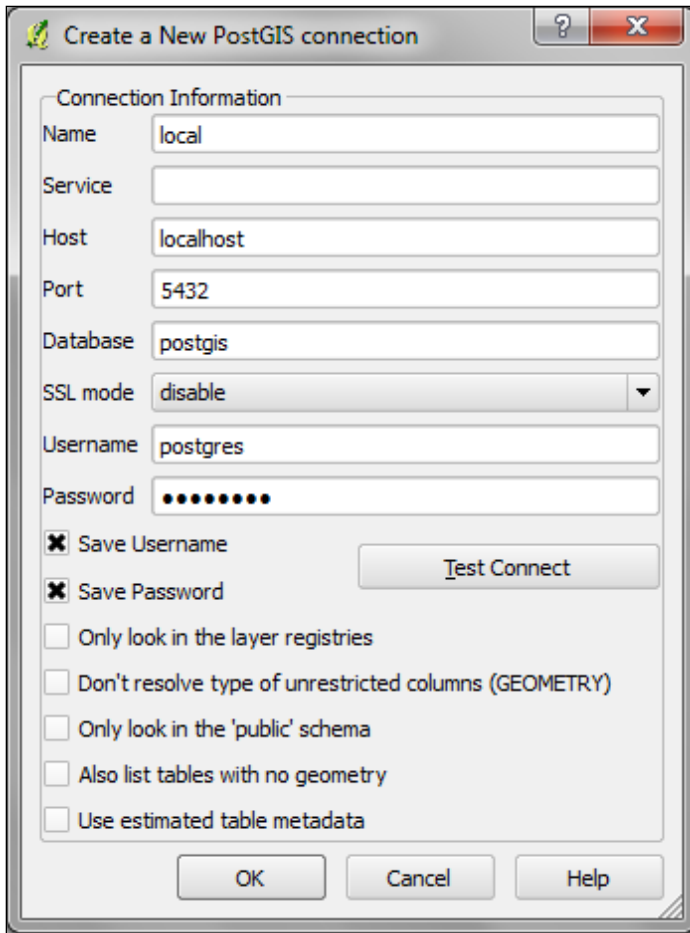 Create a New PostGIS connection
Connection Information
Name local
Service
Host localhost
Port 5432
Database postgis
SSL mode disable
Username postgres
Password ●●●●●●●●
Save Username
Test Connect
Save Password
Only look in the layer registries
Don't resolve type of unrestricted columns (GEOMETRY)
Only look in the 'public' schema
Also list tables with no geometry
Use estimated table metadata
OK Cancel Help